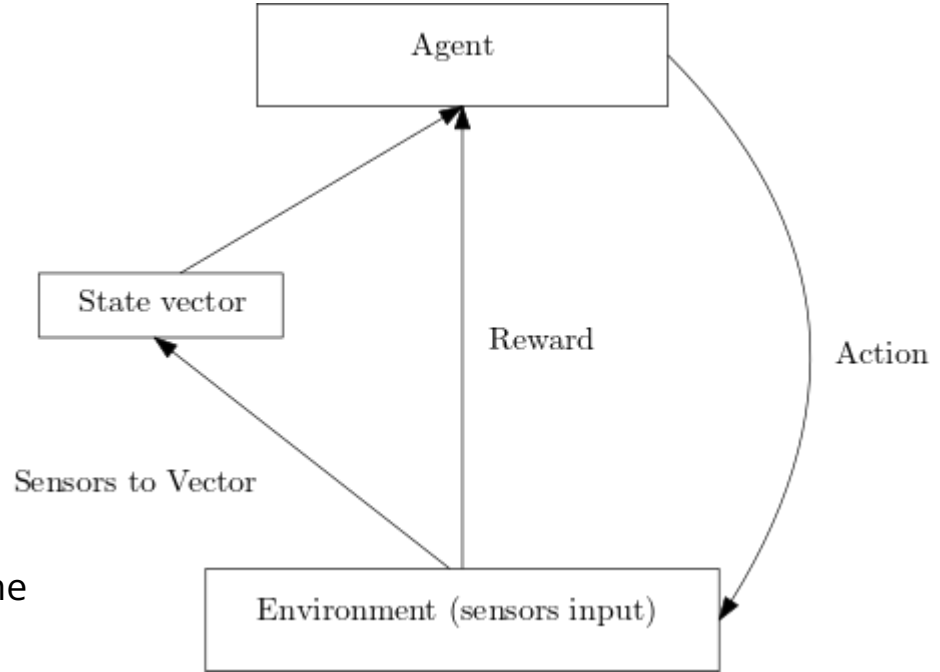 Agent
State vector
Reward
Action
Sensors to Vector
Environment (sensors input)